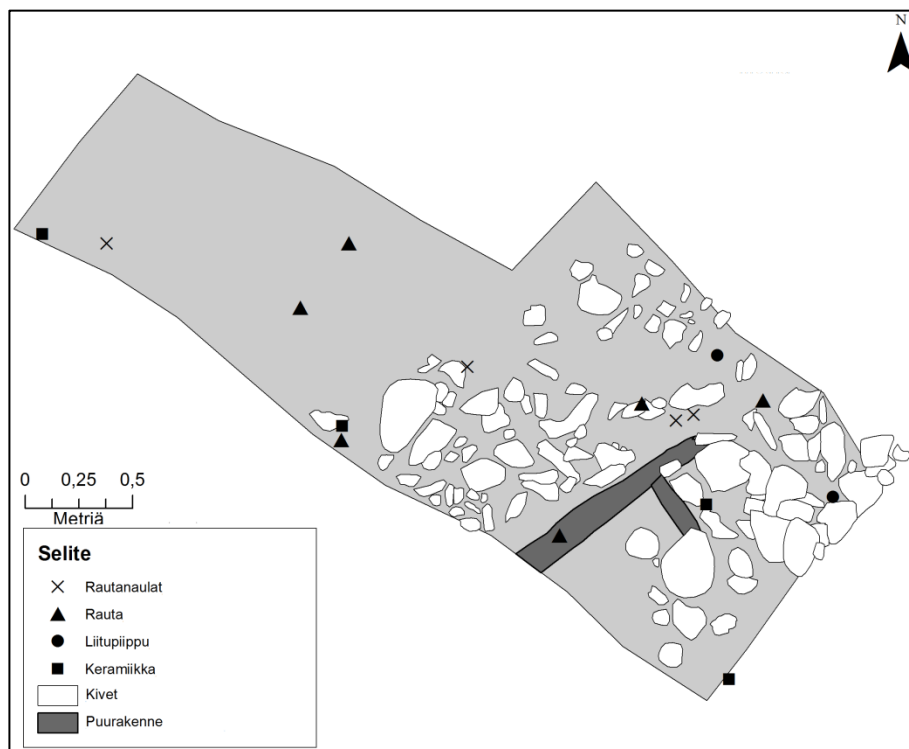 N
0 0,25 0,5
Metriä
Selite
Rautanaulat
Rauta
Liitupiippu
Keramiikka
Kivet
Puurakenne